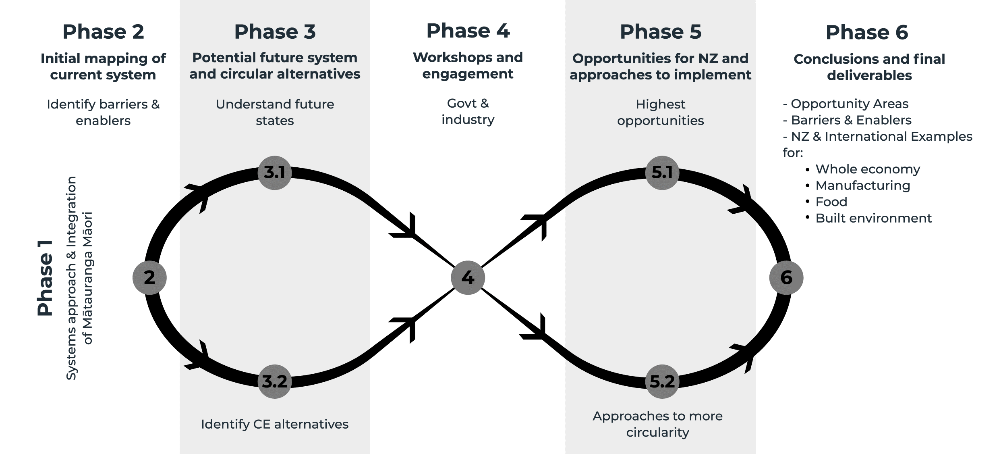 Phase 2
Initial mapping of
current system
Identify barriers &
enablers
Phase 3
Potential future system
and circular alternatives
Understand future
states
Phase 4
Workshops and
engagement
Govt &
industry
Phase 5
Opportunities for NZ and
approaches to implement
Highest
opportunities
Phase 6
Conclusions and final
deliverables
- Opportunity Areas
- Barriers & Enablers
- NZ & International Examples
for:
• Whole economy
• Manufacturing
• Food
• Built environment
Phase 1
Systems approach & Integration
of Mātauranga Māori
2
3.1
3.2
4
5.1
5.2
6
Identify CE alternatives
Approaches to more
circularity